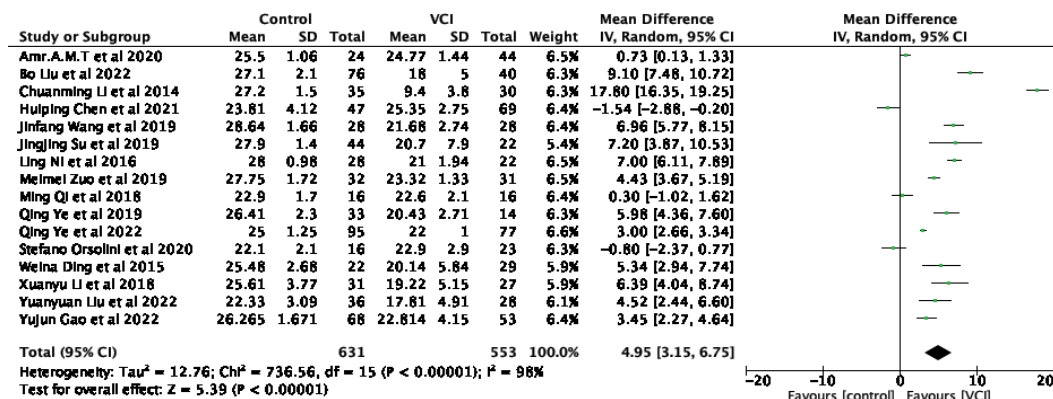 Control VCI Mean Difference Mean Difference
Study or Subgroup Mean SD Total Mean SD Total Weight IV, Random, 95% CI IV, Random, 95% CI
Amr.A.M.T et al 2020 25.5 1.06 24 24.77 1.44 44 6.5% 0.73 [0.13, 1.33]
Bo Liu et al 2022 27.1 2.1 76 18 5 40 6.3% 9.10 [7.48, 10.72]
Chuanming Li et al 2014 27.2 1.5 35 9.4 3.8 30 6.3% 17.80 [16.35, 19.25]
Huiping Chen et al 2021 23.81 4.12 47 25.35 2.75 69 6.4% −1.54 [−2.88, −0.20]
Jinfang Wang et al 2019 28.64 1.66 28 21.68 2.74 28 6.4% 6.96 [5.77, 8.15]
Jingjing Su et al 2019 27.9 1.4 44 20.7 7.9 22 5.4% 7.20 [3.87, 10.53]
Ling Ni et al 2016 28 0.98 28 21 1.94 22 6.5% 7.00 [6.11, 7.89]
Meimei Zuo et al 2019 27.75 1.72 32 23.32 1.33 31 6.5% 4.43 [3.67, 5.19]
Ming Qi et al 2018 22.9 1.7 16 22.6 2.1 16 6.4% 0.30 [−1.02, 1.62]
Qing Ye et al 2019 26.41 2.3 33 20.43 2.71 14 6.3% 5.98 [4.36, 7.60]
Qing Ye et al 2022 25 1.25 95 22 1 77 6.6% 3.00 [2.66, 3.34]
Stefano Orsolini et al 2020 22.1 2.1 16 22.9 2.9 23 6.3% −0.80 [−2.37, 0.77]
Weina Ding et al 2015 25.48 2.68 22 20.14 5.84 29 5.9% 5.34 [2.94, 7.74]
Xuanyu Li et al 2018 25.61 3.77 31 19.22 5.15 27 6.0% 6.39 [4.04, 8.74]
Yuanyuan Liu et al 2022 22.33 3.09 36 17.81 4.91 28 6.1% 4.52 [2.44, 6.60]
Yujun Gao et al 2022 26.265 1.671 68 22.814 4.15 53 6.4% 3.45 [2.27, 4.64]
Total (95% CI) 631 553 100.0% 4.95 [3.15, 6.75]
Heterogeneity: Tau² = 12.76; Chi² = 736.56, df = 15 (P < 0.00001); I² = 98%
Test for overall effect: Z = 5.39 (P < 0.00001)
−20 −10 0 10 20
Favours [control] Favours [VCI]